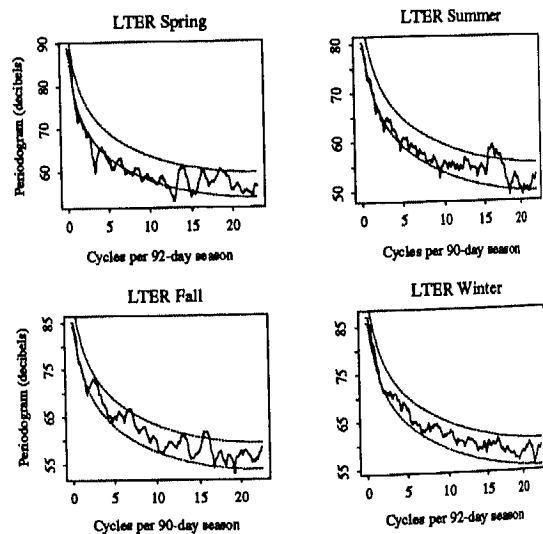 LTER Spring
90
70
60
Periodogram (decibels)
0 5 10 15 20
Cycles per 92-day season
LTER Summer
80
70
60
50
0 5 10 15 20
Cycles per 90-day season
LTER Fall
85
75
65
55
Periodogram (decibels)
0 5 10 15 20
Cycles per 90-day season
LTER Winter
85
75
65
55
0 5 10 15 20
Cycles per 92-day season